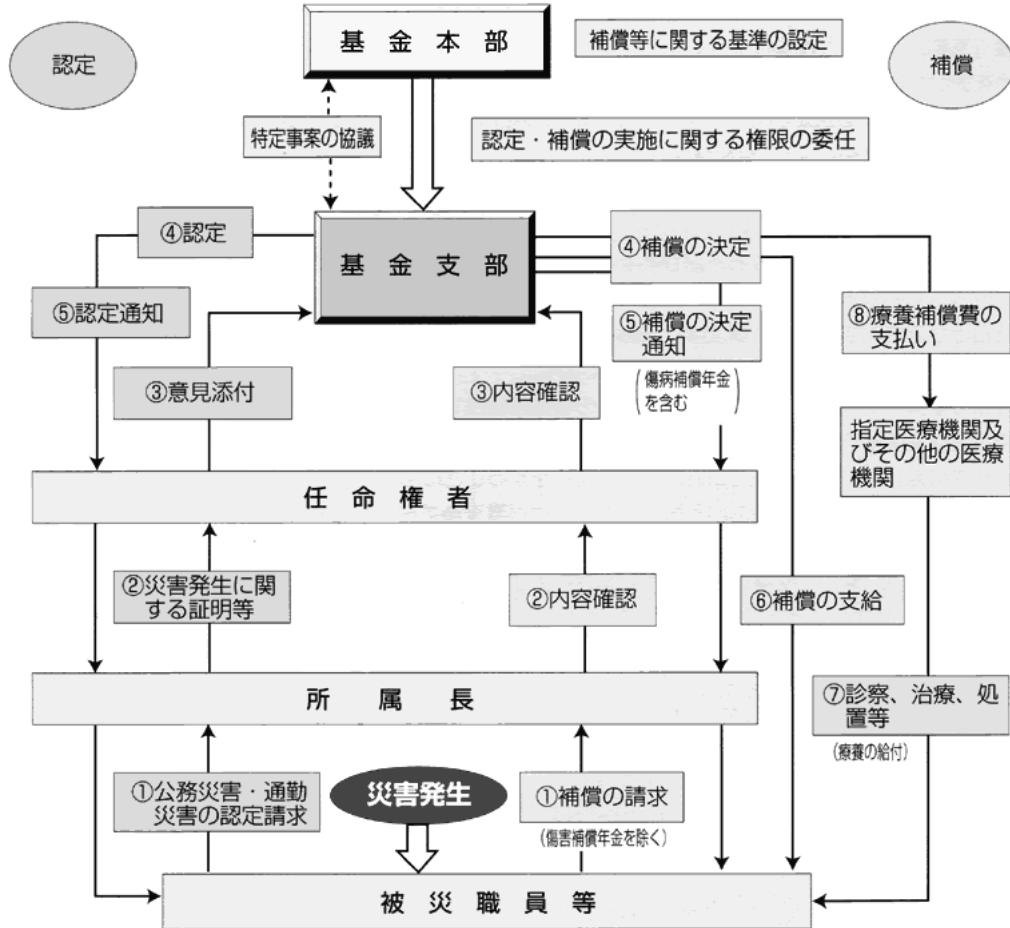 認定
基金本部
補償等に関する基準の設定
補償
特定事案の協議
認定・補償の実施に関する権限の委任
④認定
基金支部
④補償の決定
⑤認定通知
⑤補償の決定
通知
(傷病補償年金
を含む)
⑧療養補償費の
支払い
③意見添付
③内容確認
指定医療機関及
びその他の医療
機関
任命権者
②災害発生に関
する証明等
②内容確認
⑥補償の支給
所属長
⑦診察、治療、処
置等
(療養の給付)
①公務災害・通勤
災害の認定請求
災害発生
①補償の請求
(傷害補償年金を除く)
被災職員等